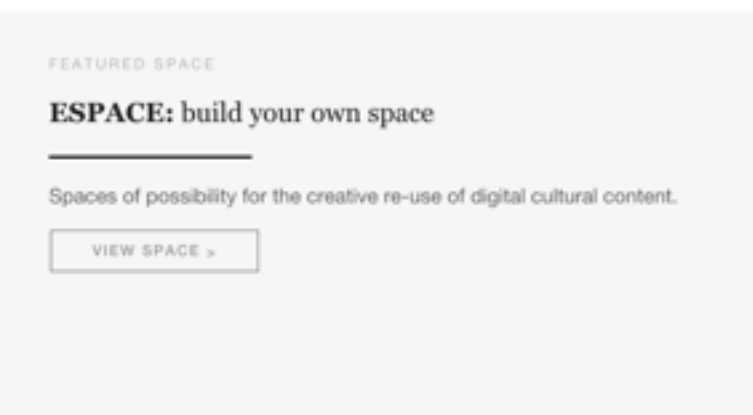 FEATURED SPACE
ESPACE: build your own space
Spaces of possibility for the creative re-use of digital cultural content.
VIEW SPACE >